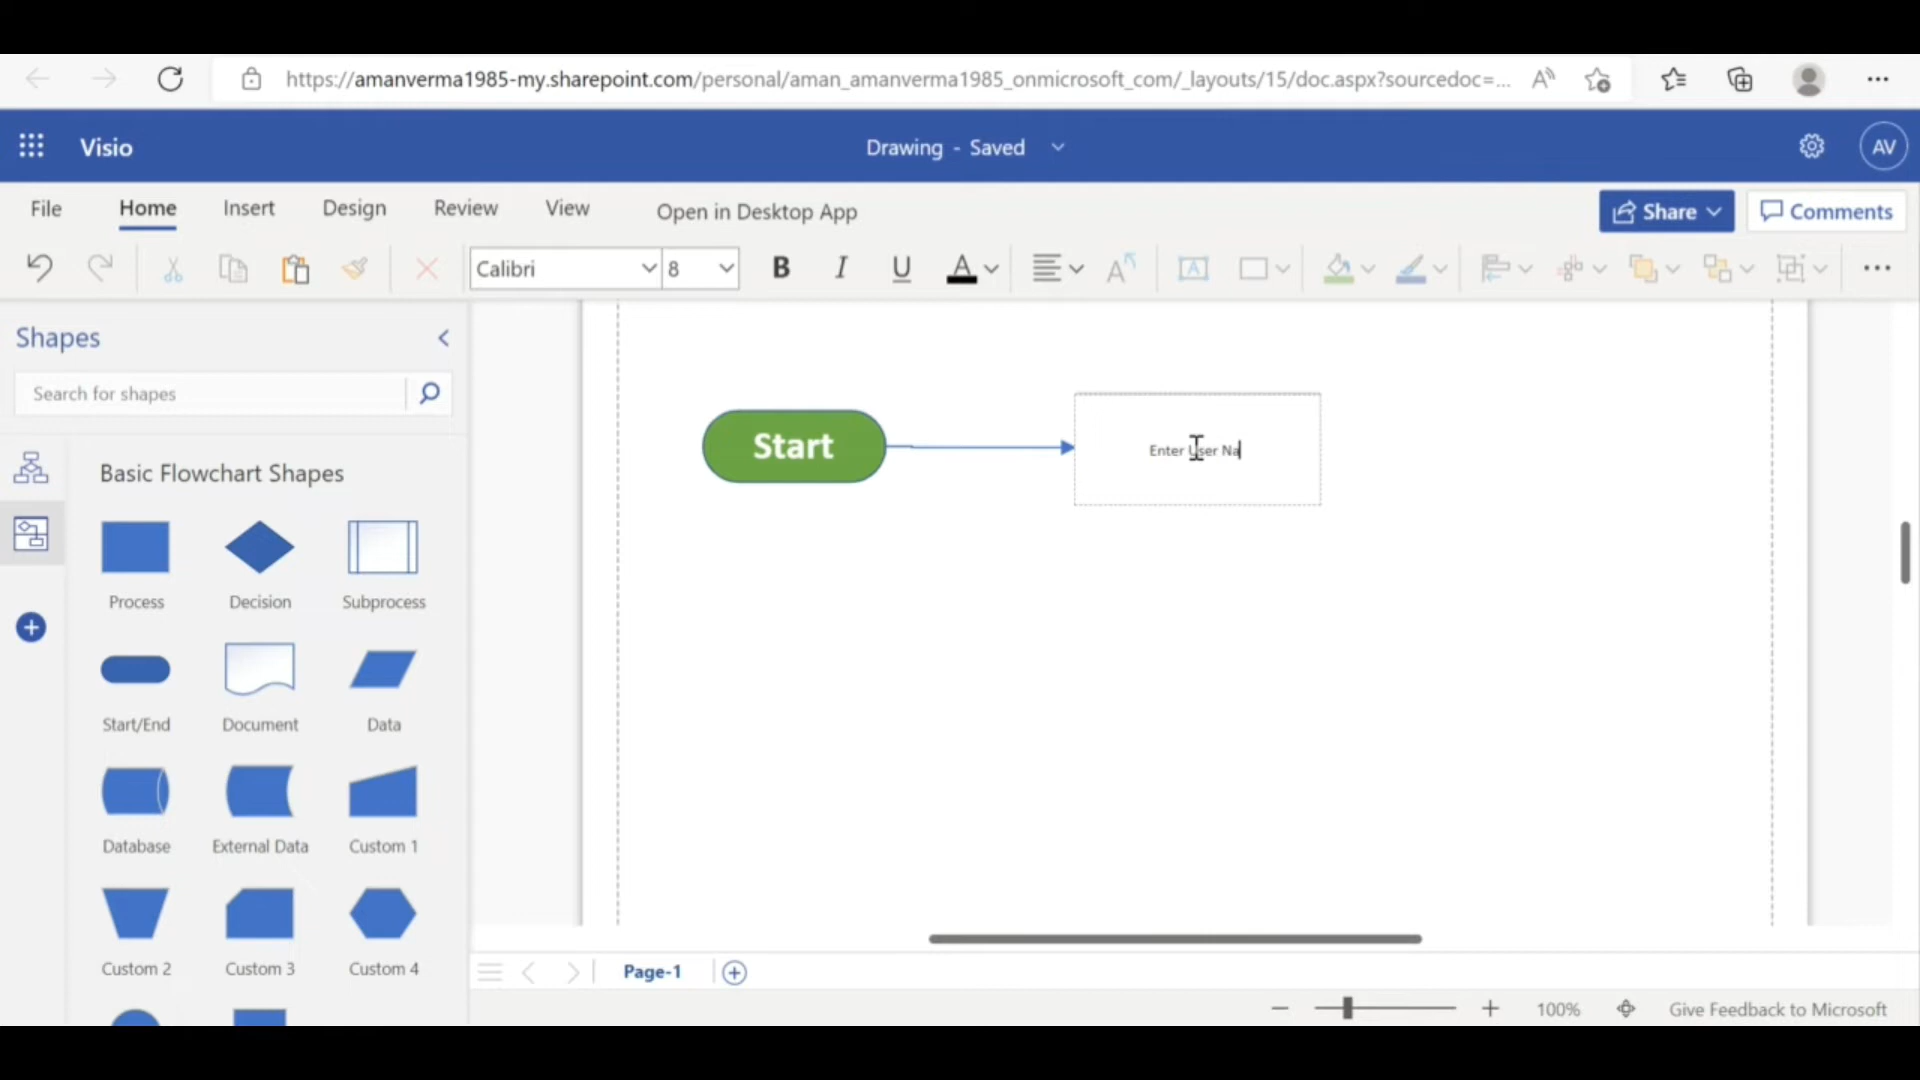 https://amanverma1985-my.sharepoint.com/personal/aman_amanverma1985_onmicrosoft_com/_layouts/15/doc.aspx?sourcedoc=...
Visio
Drawing - Saved
AV
File Home Insert Design Review View Open in Desktop App
Share Comments
Calibri 8 B I U A
Shapes
Search for shapes
Basic Flowchart Shapes
Process Decision Subprocess
Start/End Document Data
Database External Data Custom 1
Custom 2 Custom 3 Custom 4
Start
Enter User Na
Page-1
100% Give Feedback to Microsoft